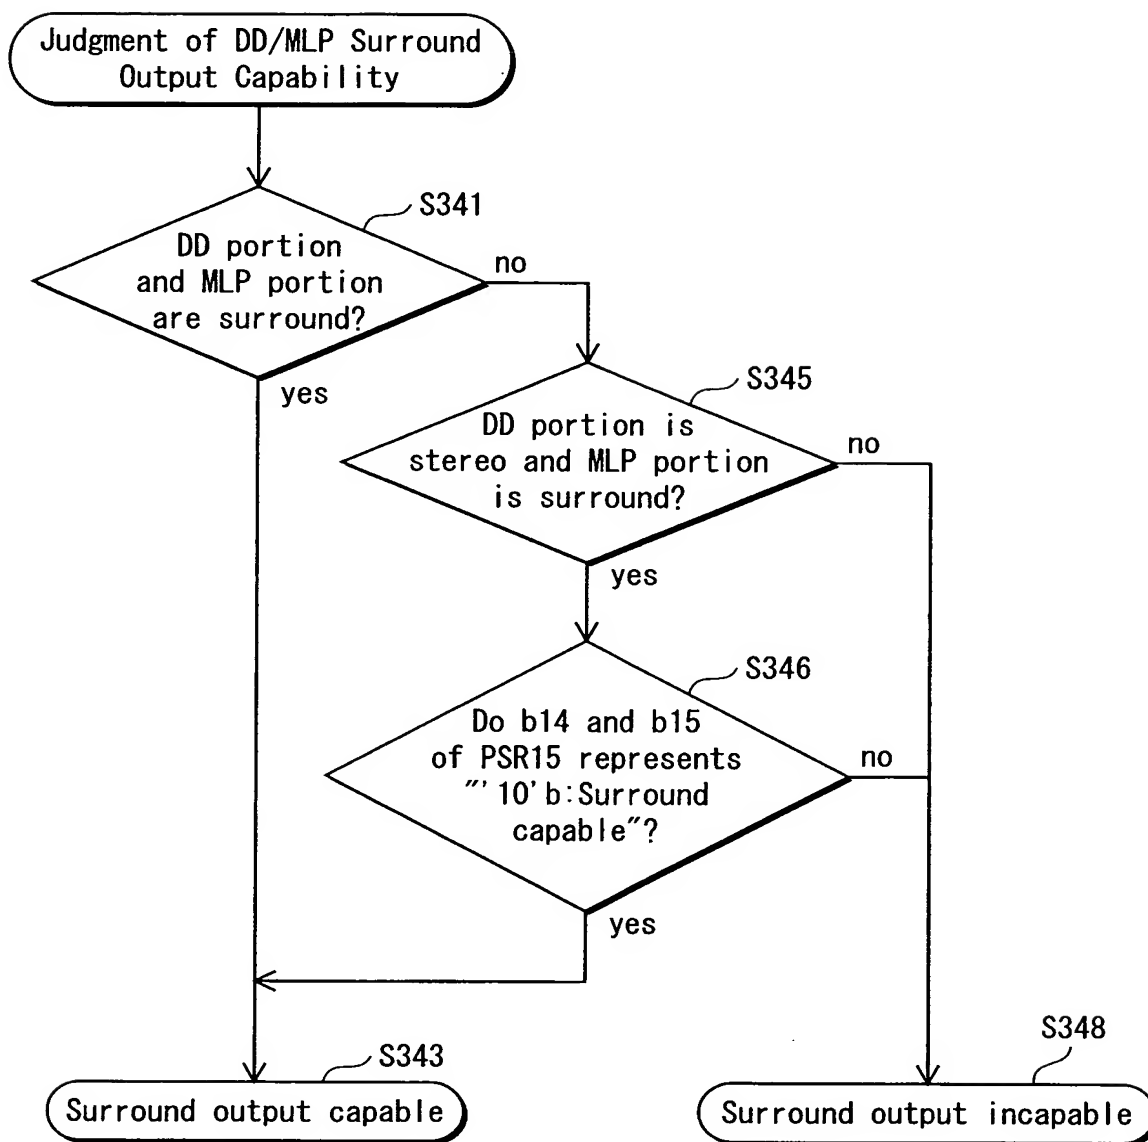 Judgment of DD/MLP Surround
Output Capability
S341
DD portion
and MLP portion
are surround?
no
yes
S345
DD portion is
stereo and MLP portion
is surround?
no
yes
S346
Do b14 and b15
of PSR15 represents
"'10'b:Surround
capable"?
no
yes
S343
Surround output capable
S348
Surround output incapable